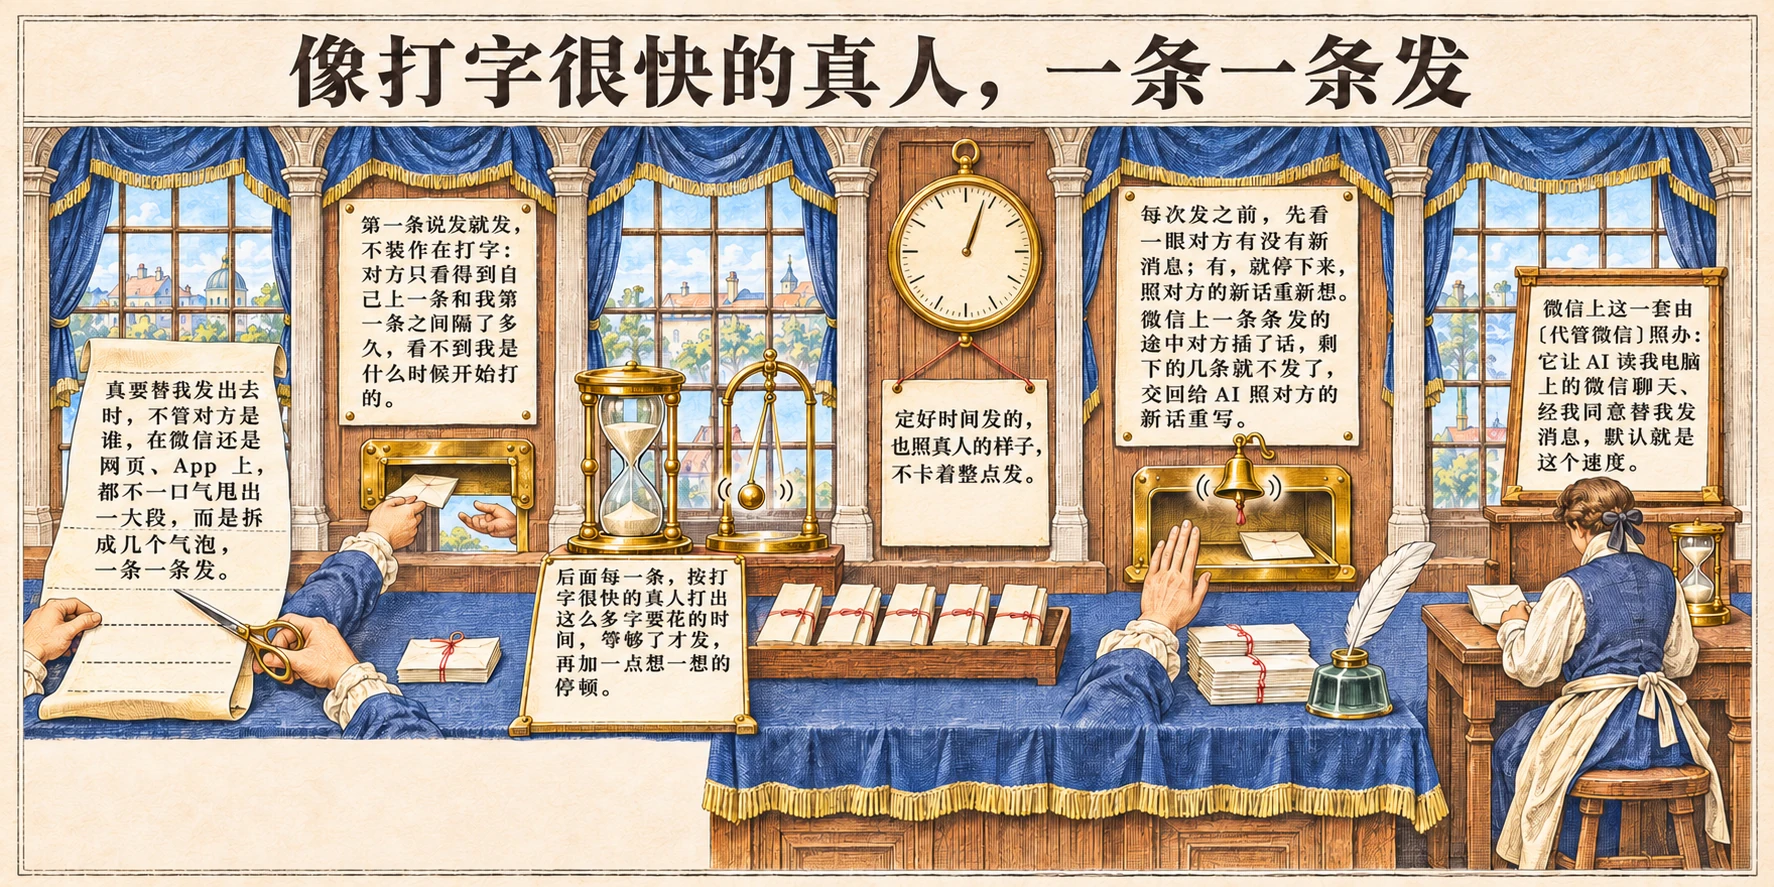 像打字很快的真人，一条一条发
真要替我发出去
时，不管对方是
谁，在微信还是
网页、App 上，
都不一口气甩出
一大段，而是拆
成几个气泡，
一条一条发。
第一条说发就发，
不装作在打字：
对方只看得到自
己上一条和我第
一条之间隔了多
久，看不到我是
什么时候开始打
的。
后面每一条，按打
字很快的真人打出
这么多字要花的时
间，等够了才发，
再加一点想一想的
停顿。
定好时间发的，
也照真人的样子，
不卡着整点发。
每次发之前，先看
一眼对方有没有新
消息；有，就停下来，
照对方的新话重新想。
微信上一条条发的
途中对方插了话，剩
下的几条就不发了，
交回给 AI 照对方的
新话重写。
微信上这一套由
〔代管微信〕照办：
它让 AI 读我电脑
上的微信聊天、
经我同意替我发
消息，默认就是
这个速度。